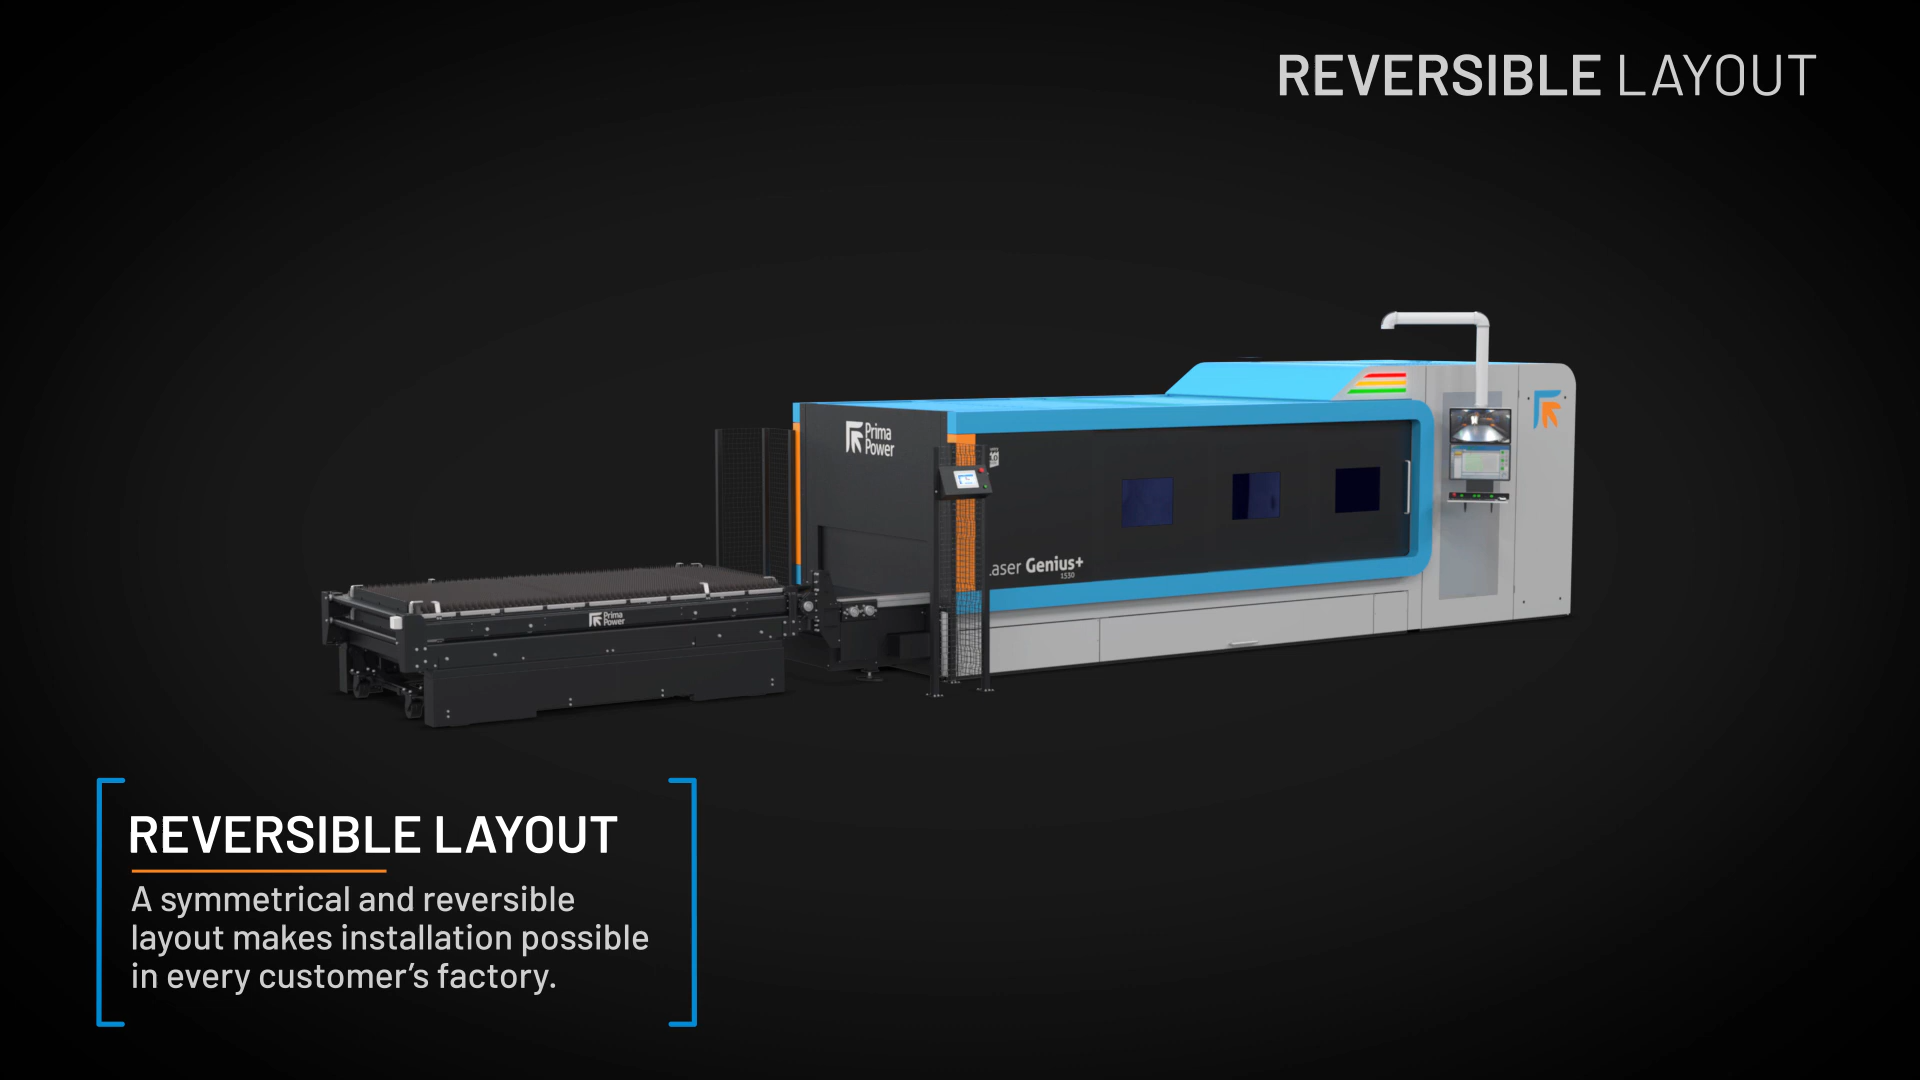 REVERSIBLE LAYOUT
Prima
Power
aser Genius+
1530
Prima
Power
REVERSIBLE LAYOUT
A symmetrical and reversible
layout makes installation possible
in every customer’s factory.